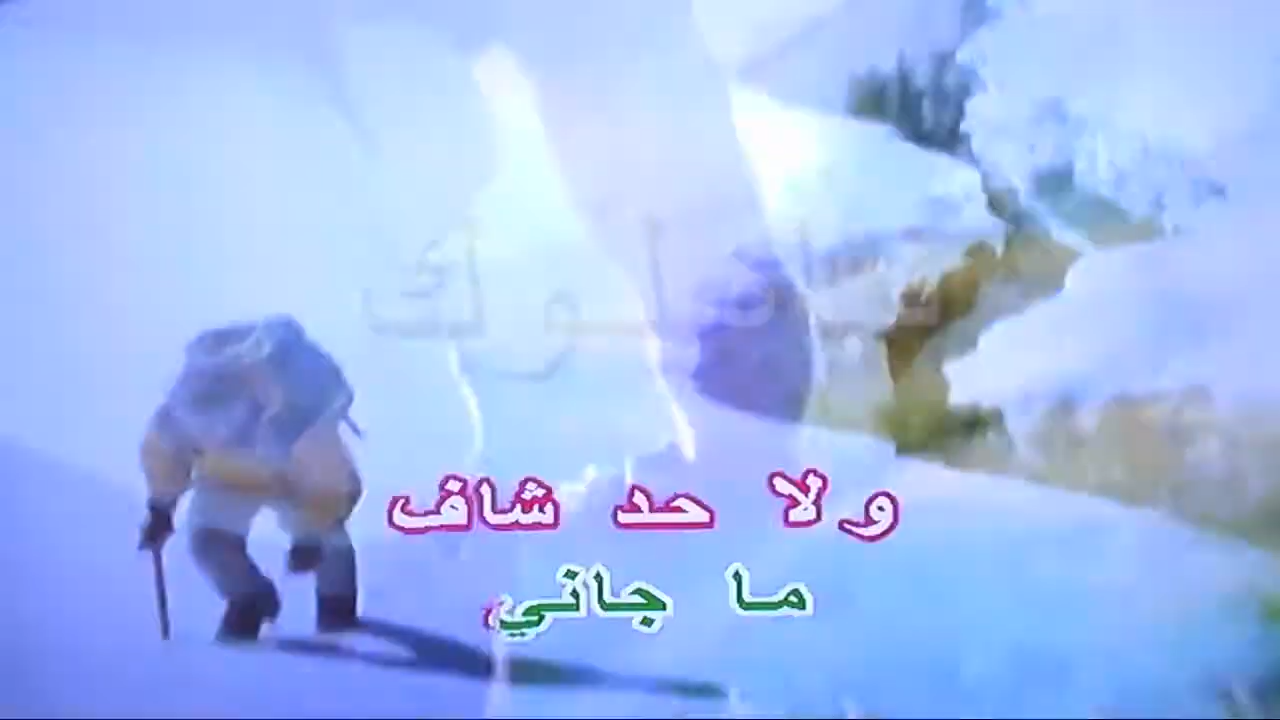 ولا حد شاف
ما جاني